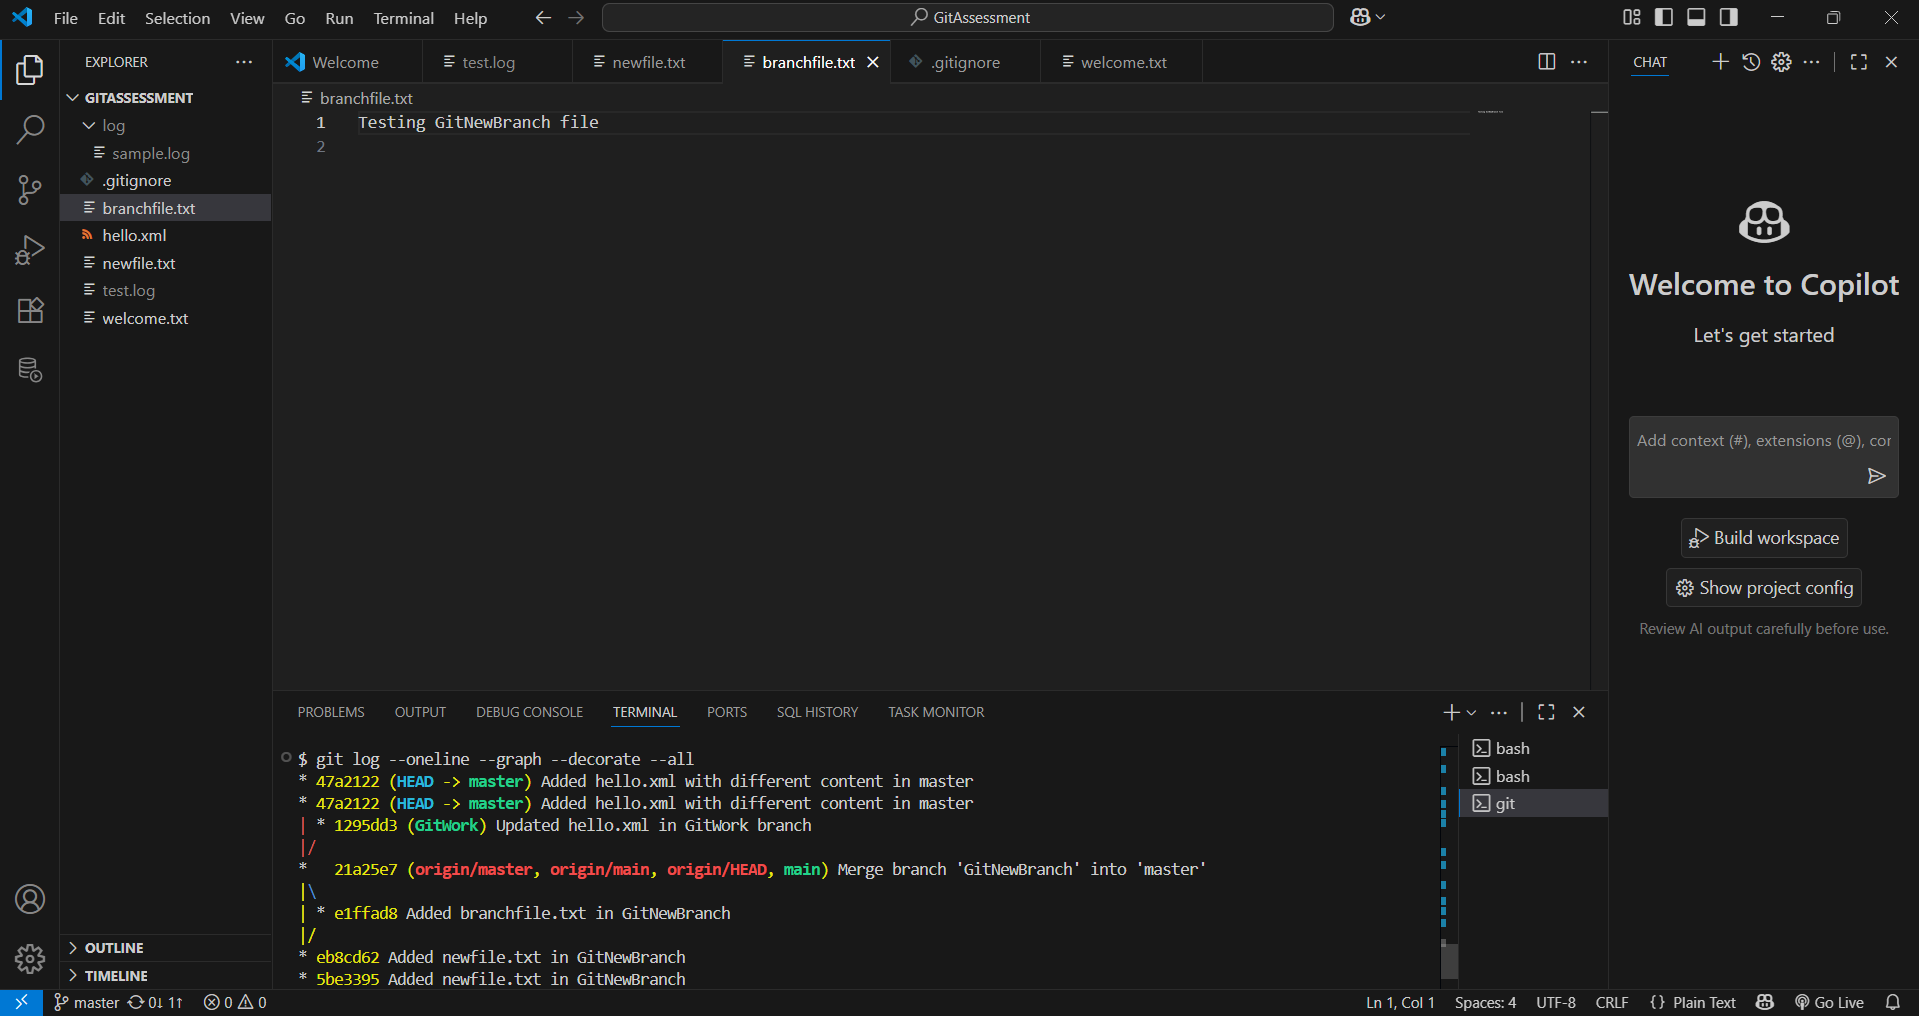 File Edit Selection View Go Run Terminal Help
GitAssessment
EXPLORER
GITASSESSMENT
log
sample.log
.gitignore
branchfile.txt
hello.xml
newfile.txt
test.log
welcome.txt
OUTLINE
TIMELINE
Welcome test.log newfile.txt branchfile.txt .gitignore welcome.txt
branchfile.txt
1 Testing GitNewBranch file
2
PROBLEMS OUTPUT DEBUG CONSOLE TERMINAL PORTS SQL HISTORY TASK MONITOR
$ git log --oneline --graph --decorate --all
* 47a2122 (HEAD -> master) Added hello.xml with different content in master
* 47a2122 (HEAD -> master) Added hello.xml with different content in master
| * 1295dd3 (GitWork) Updated hello.xml in GitWork branch
|/
*   21a25e7 (origin/master, origin/main, origin/HEAD, main) Merge branch 'GitNewBranch' into 'master'
|\
| * e1ffad8 Added branchfile.txt in GitNewBranch
|/
* eb8cd62 Added newfile.txt in GitNewBranch
* 5be3395 Added newfile.txt in GitNewBranch
bash
bash
git
CHAT
Welcome to Copilot
Let's get started
Add context (#), extensions (@), cor
Build workspace
Show project config
Review AI output carefully before use.
master 0↓ 1↑ 0 0
Ln 1, Col 1 Spaces: 4 UTF-8 CRLF {} Plain Text Go Live